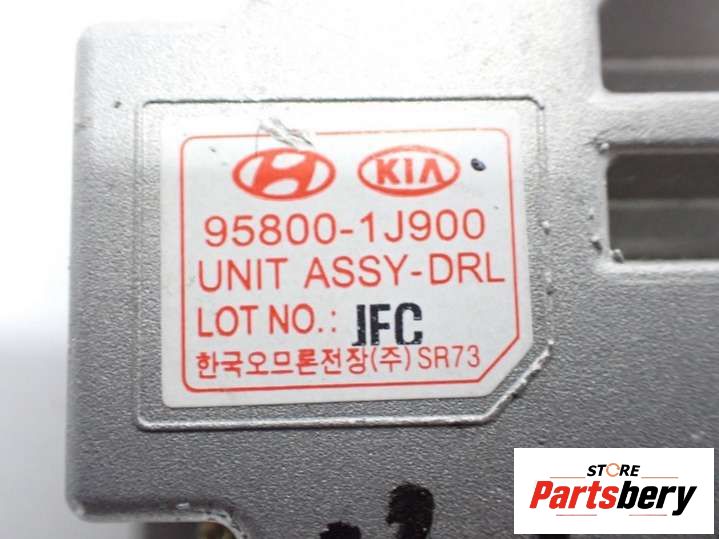 KIA
95800-1J900
UNIT ASSY-DRL
LOT NO.: JFC
한국오므론전장(주) SR73
STORE
Partsbery